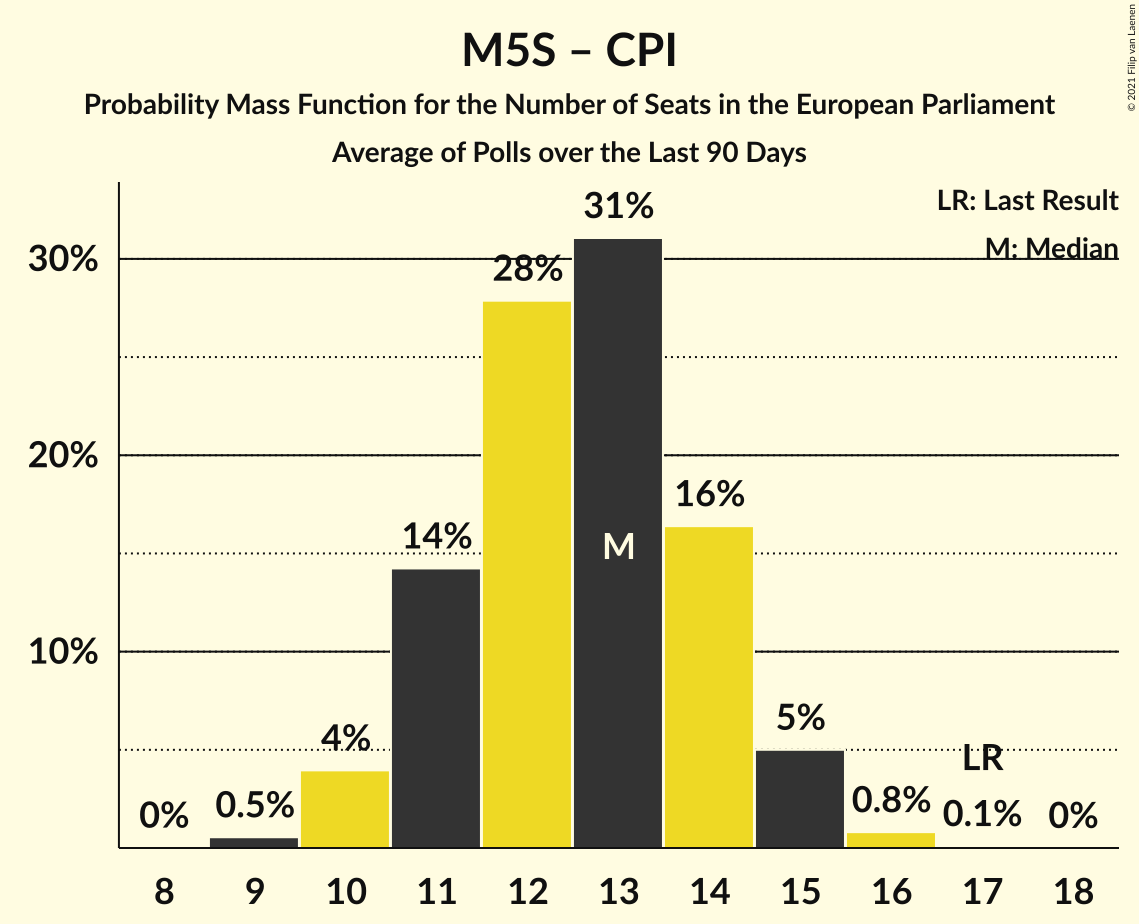 M5S – CPI
Probability Mass Function for the Number of Seats in the European Parliament
Average of Polls over the Last 90 Days
© 2021 Filip van Laenen
LR: Last Result
M: Median
30%
20%
10%
0%
0.5%
4%
14%
28%
31%
M
16%
5%
0.8%
LR
0.1%
0%
8 9 10 11 12 13 14 15 16 17 18